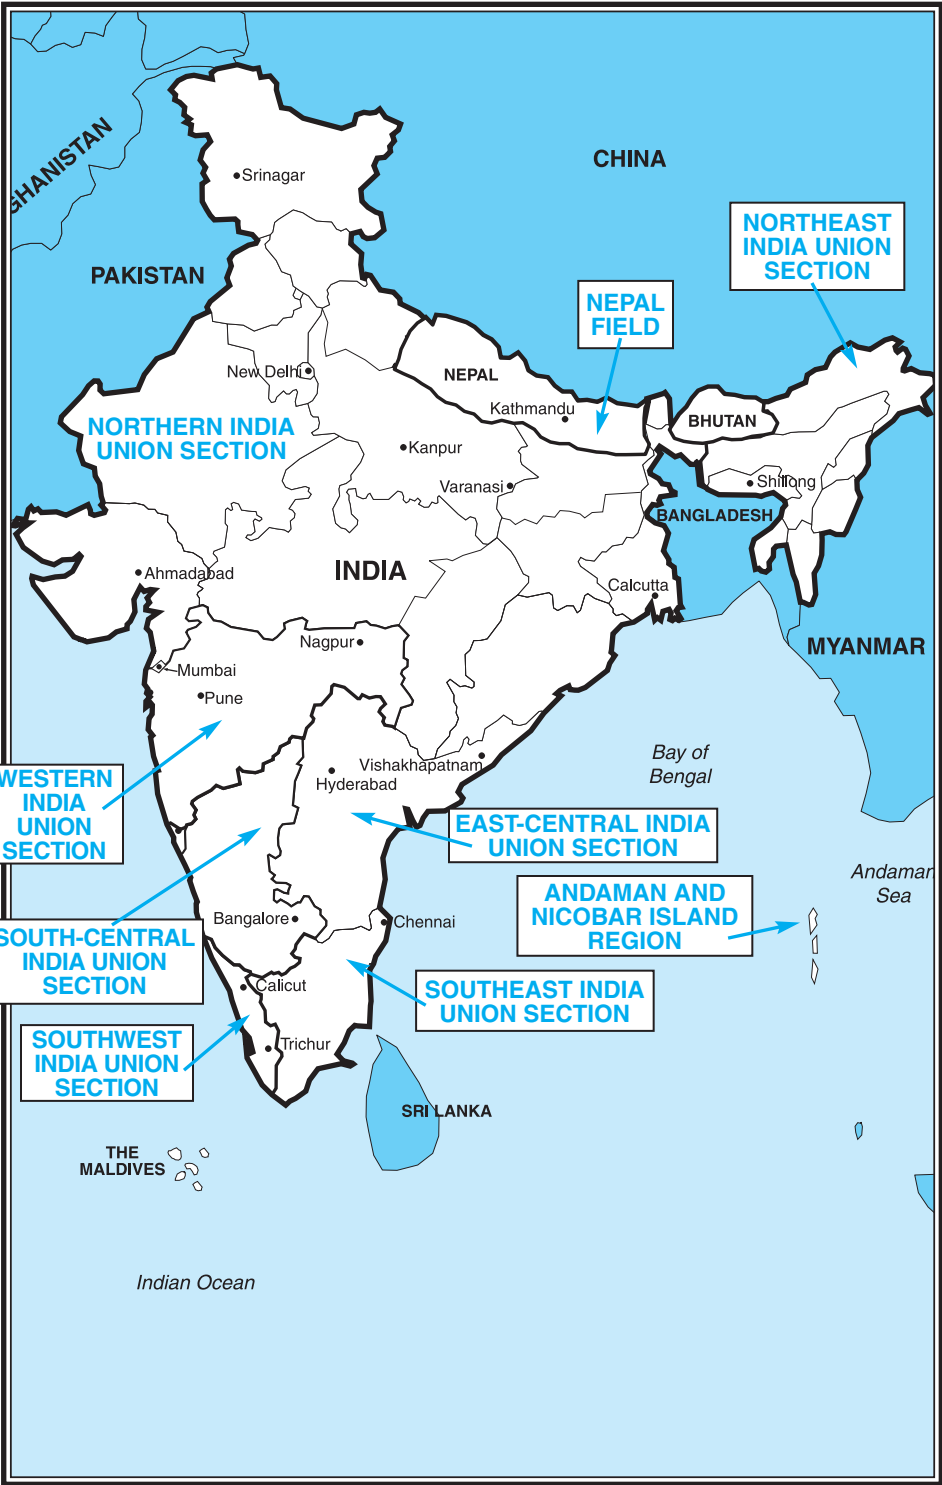 GHANISTAN
CHINA
Srinagar
NORTHEAST
INDIA UNION
SECTION
PAKISTAN
NEPAL
FIELD
New Delhi
NEPAL
Kathmandu
BHUTAN
NORTHERN INDIA
UNION SECTION
Kanpur
Varanasi
Shillong
BANGLADESH
INDIA
Ahmadabad
Calcutta
Nagpur
MYANMAR
Mumbai
Pune
Bay of
Bengal
Vishakhapatnam
Hyderabad
WESTERN
INDIA
UNION
SECTION
EAST-CENTRAL INDIA
UNION SECTION
Andaman
Sea
ANDAMAN AND
NICOBAR ISLAND
REGION
Bangalore
Chennai
SOUTH-CENTRAL
INDIA UNION
SECTION
Calicut
SOUTHEAST INDIA
UNION SECTION
SOUTHWEST
INDIA UNION
SECTION
Trichur
SRI LANKA
THE
MALDIVES
Indian Ocean